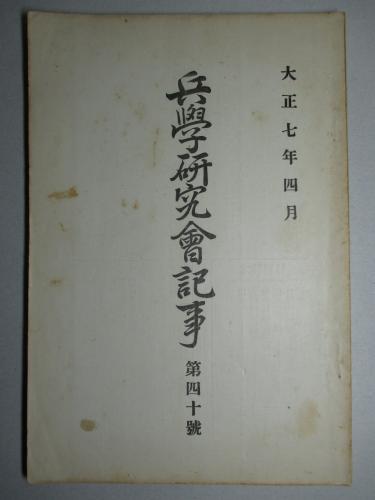 大正七年四月
兵學研究會記事
第四十號